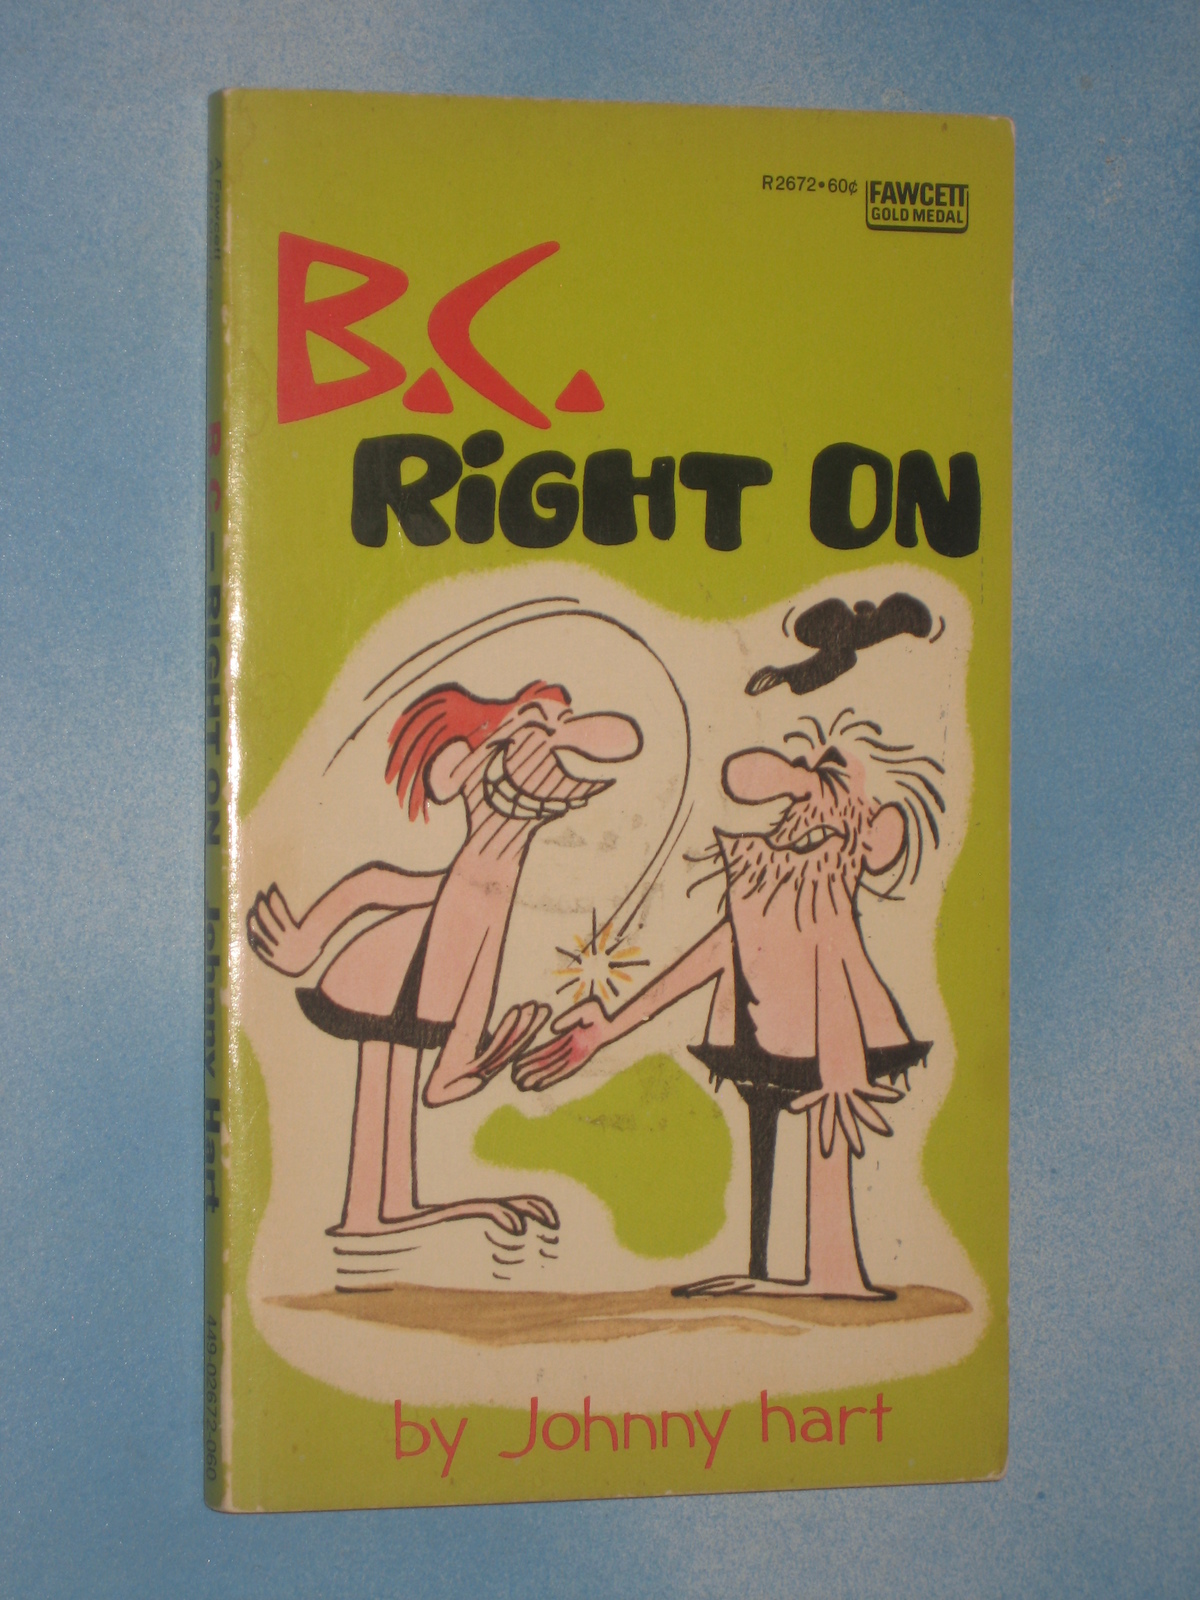 R2672•60¢
FAWCETT
GOLD MEDAL
B.C.
RiGHT ON
by Johnny hart
B.C.—RIGHT ON Johnny Hart 449-02672-060